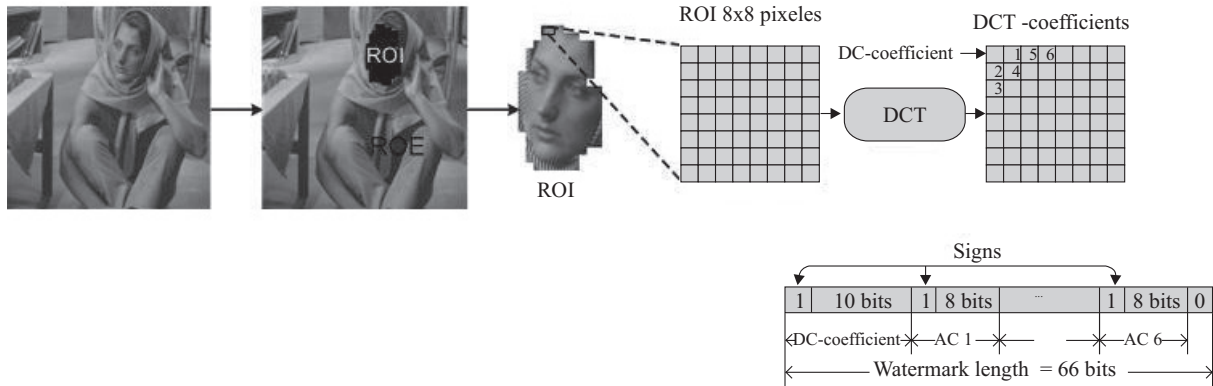 ROI 8x8 pixeles
DCT -coefficients
ROI
DC-coefficient
1 5 6
2 4
3
DCT
ROE
ROI
Signs
1 10 bits 1 8 bits ... 1 8 bits 0
DC-coefficient AC 1 AC 6
Watermark length = 66 bits